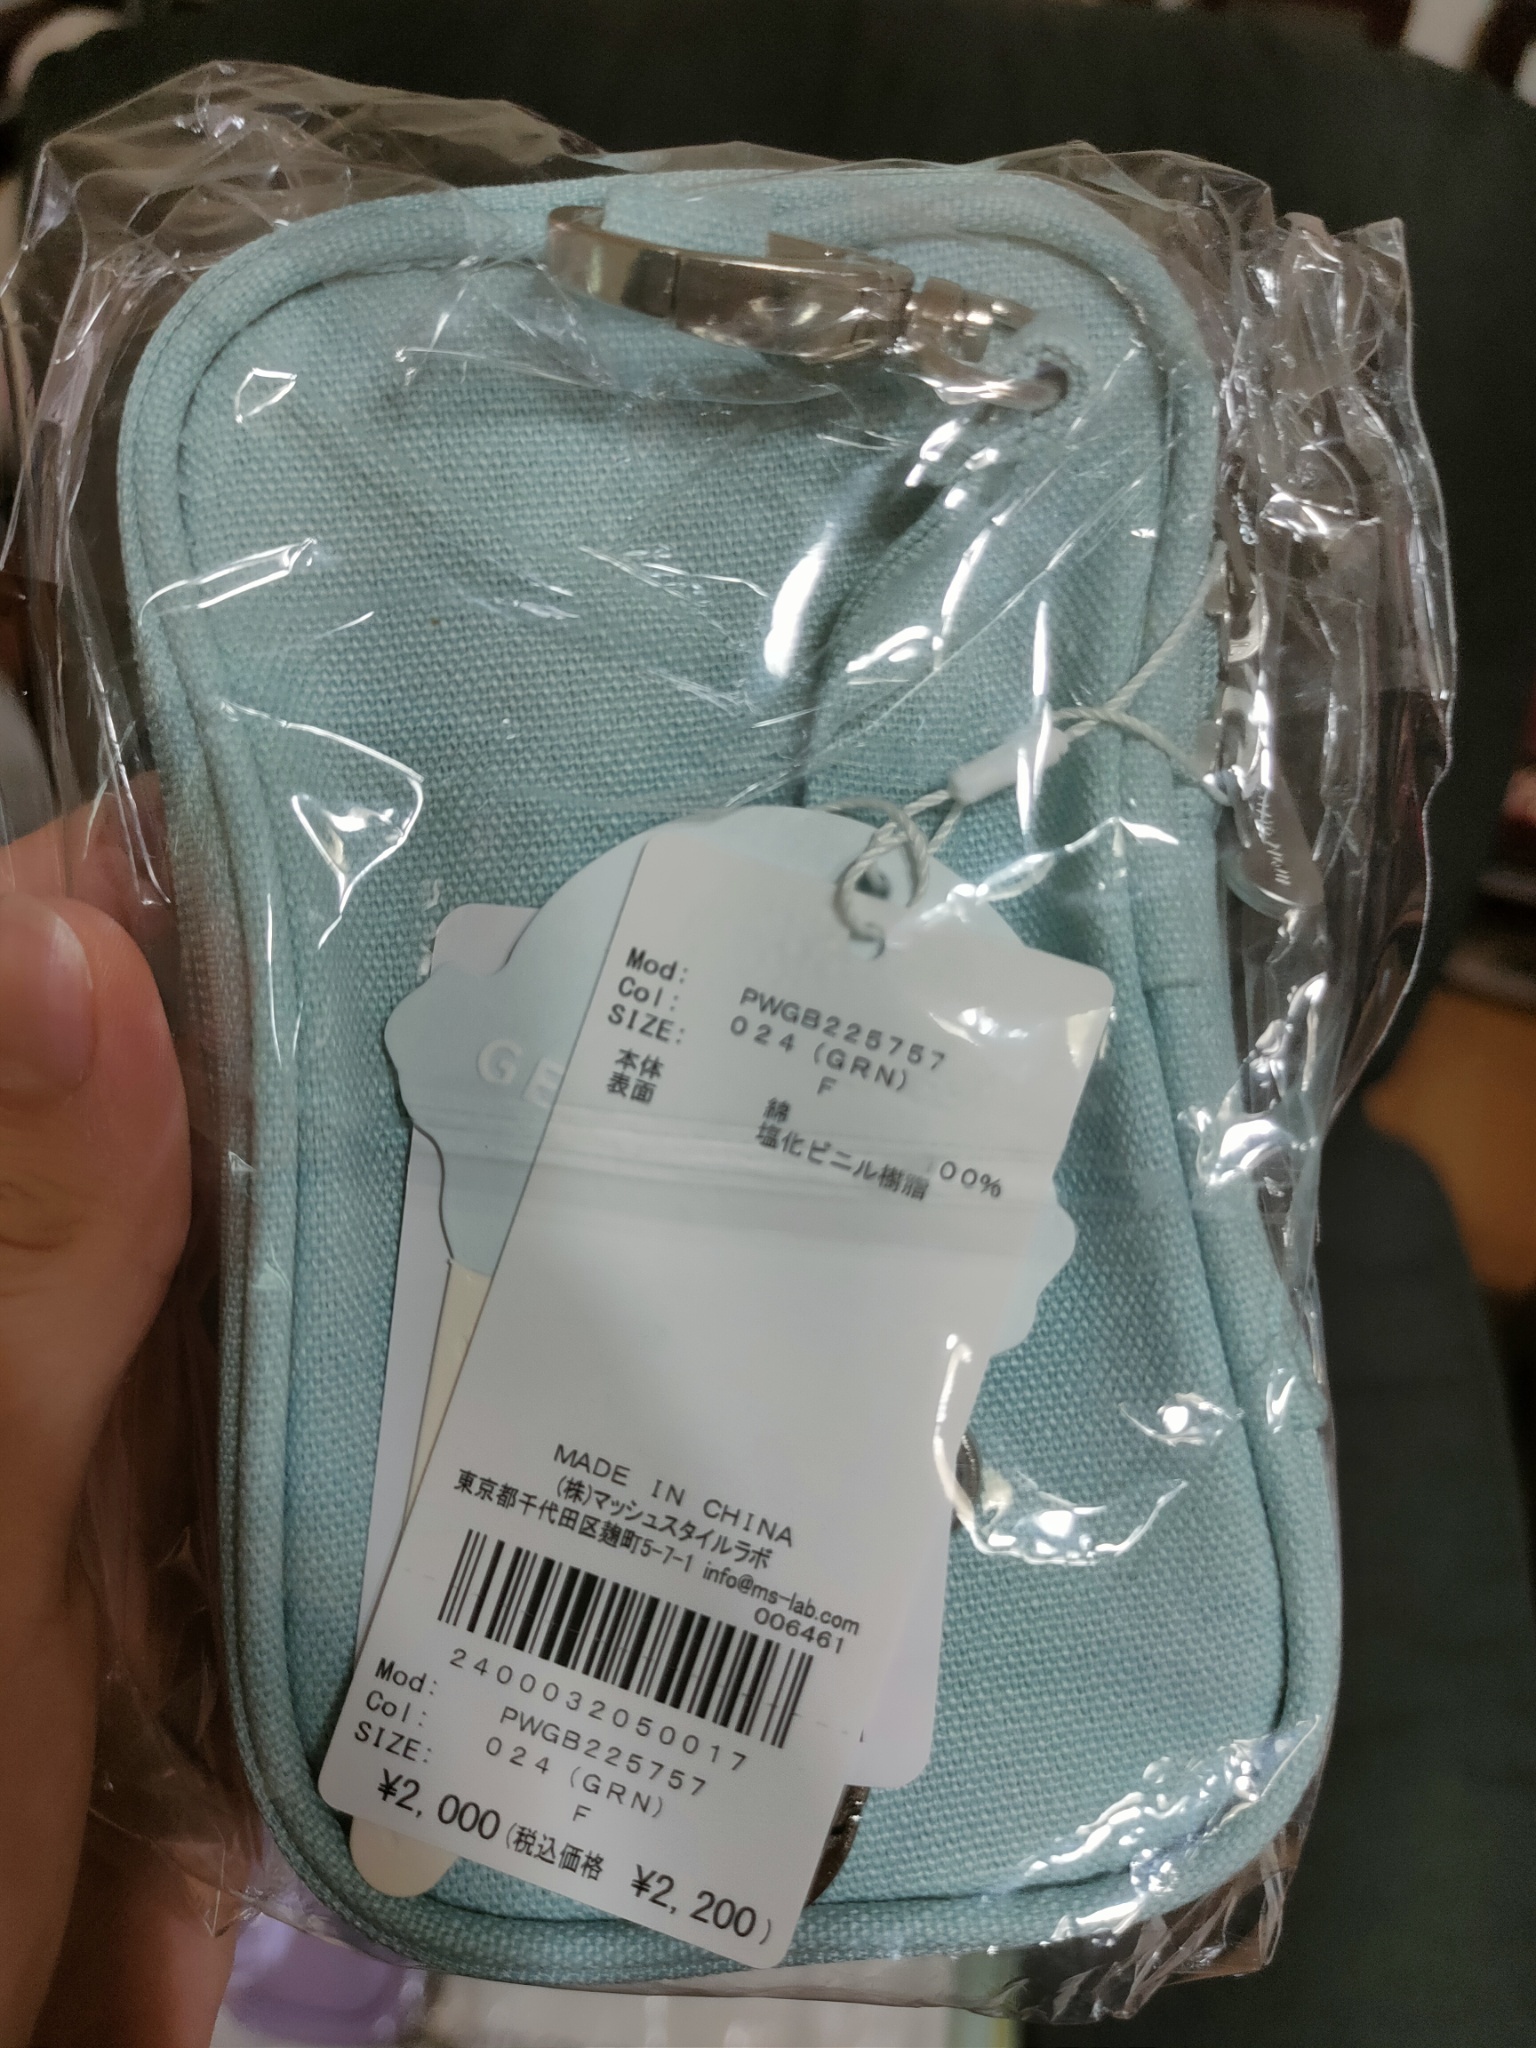 GE
Mod: PWGB225757
Col: 024 (GRN)
SIZE: F
本体 綿 00%
表面 塩化ビニル樹脂
MADE IN CHINA
(株)マッシュスタイルラボ
東京都千代田区麹町5-7-1 info@ms-lab.com
006461
2400032050017
Mod: PWGB225757
Col: 024 (GRN)
SIZE: F
¥2,000(税込価格 ¥2,200)